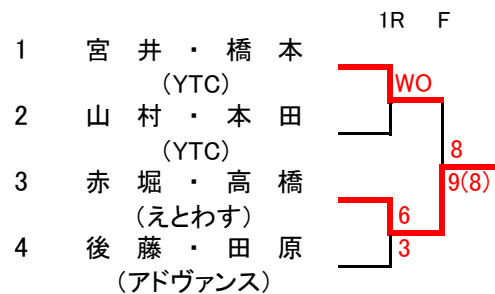 1R F
1 宮 井 ・ 橋 本
(YTC)
WO
2 山 村 ・ 本 田
(YTC)
8
3 赤 堀 ・ 高 橋
9(8)
(えとわす)
6
4 後 藤 ・ 田 原
3
(アドヴァンス)